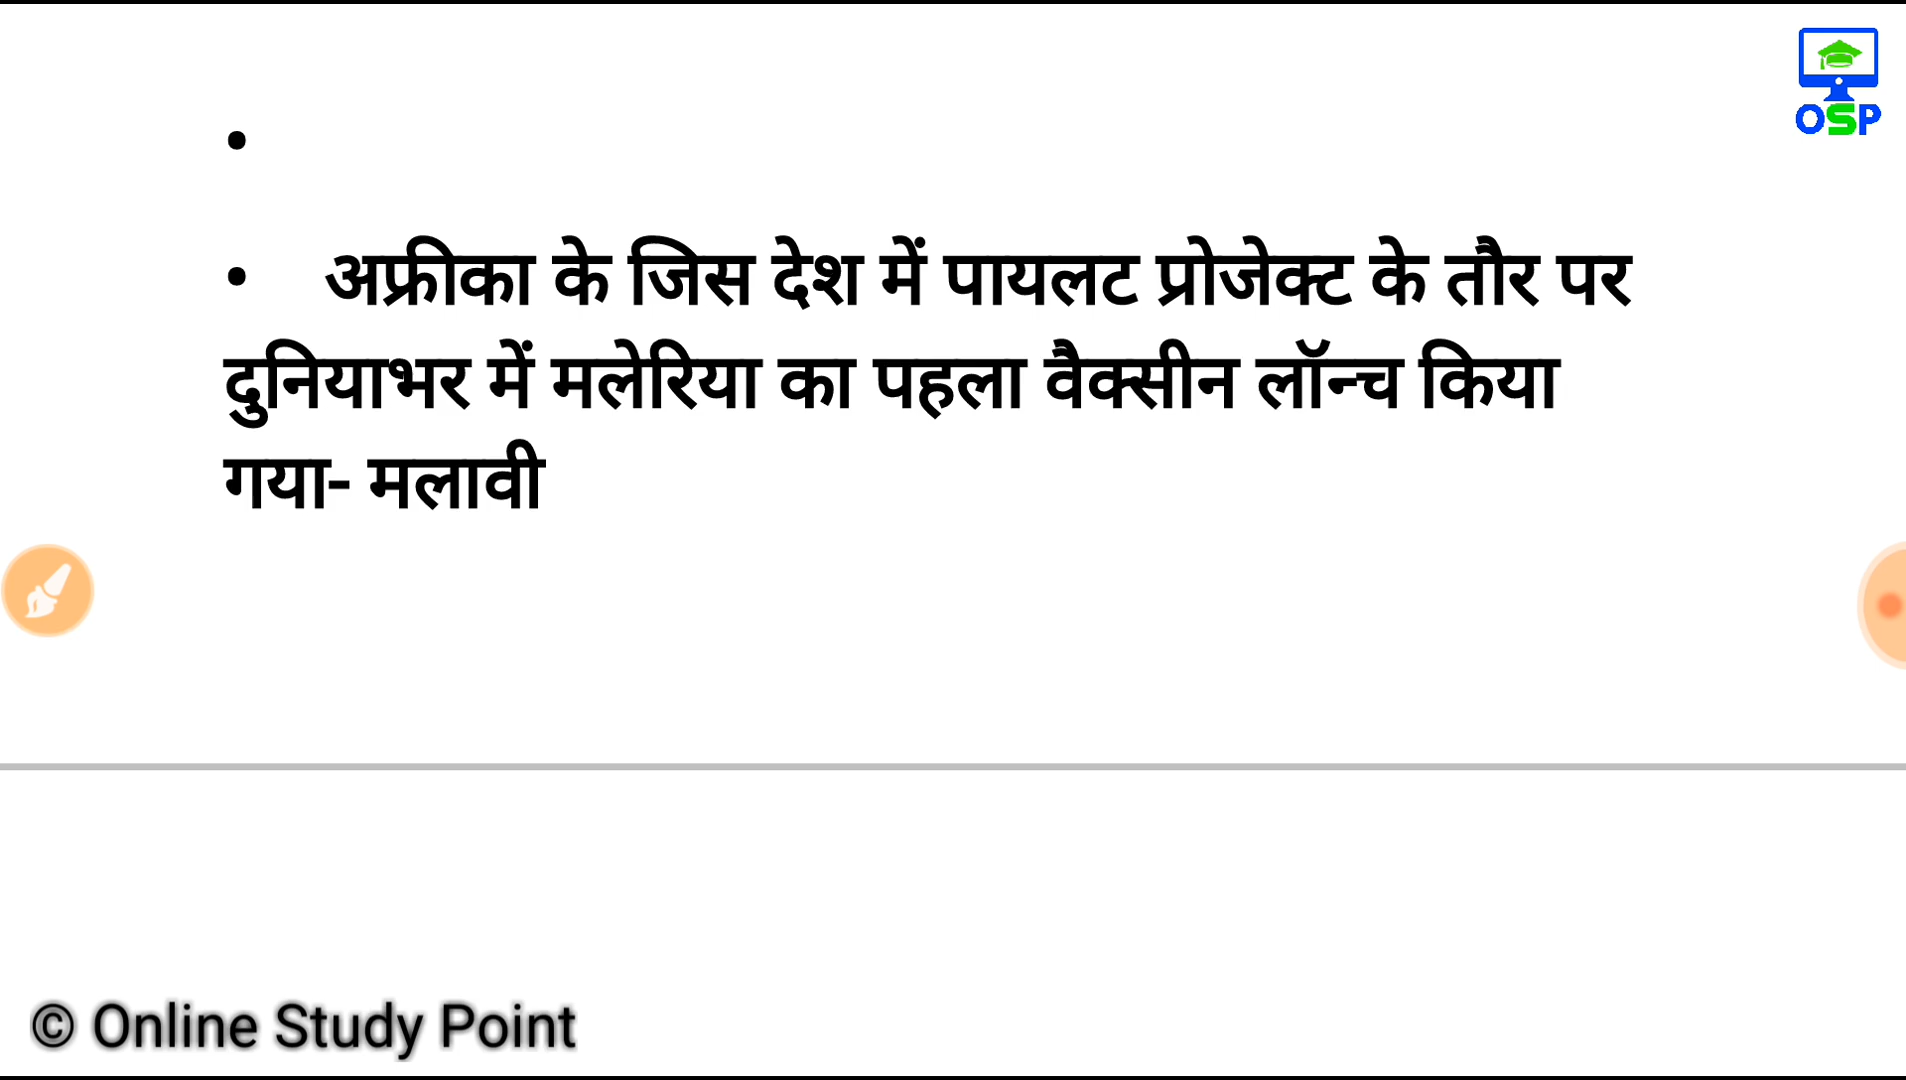 OSP
•
• अफ्रीका के जिस देश में पायलट प्रोजेक्ट के तौर पर
दुनियाभर में मलेरिया का पहला वैक्सीन लॉन्च किया
गया- मलावी
© Online Study Point